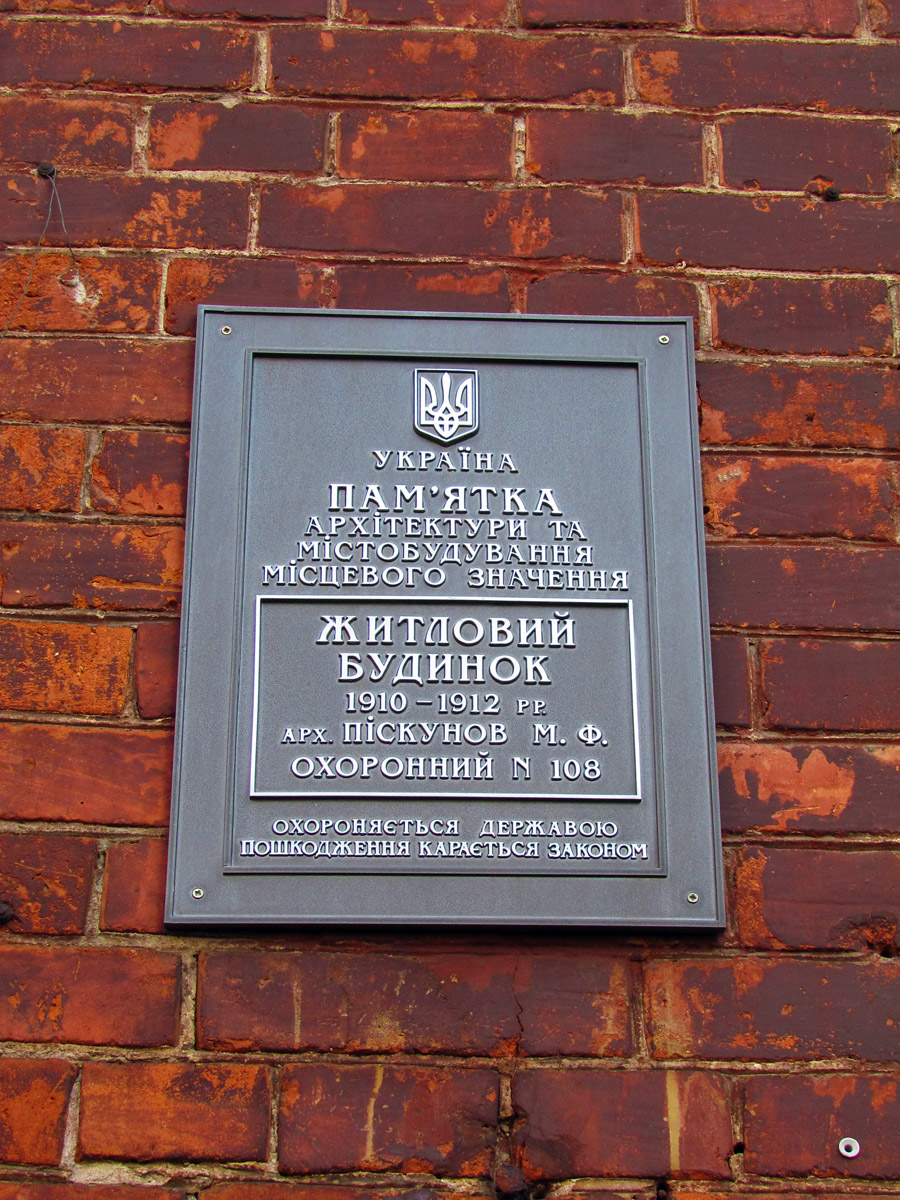 УКРАЇНА
ПАМ'ЯТКА
АРХІТЕКТУРИ ТА
МІСТОБУДУВАННЯ
МІСЦЕВОГО ЗНАЧЕННЯ
ЖИТЛОВИЙ
БУДИНОК
1910 – 1912 РР.
АРХ. ПІСКУНОВ М. Ф.
ОХОРОННИЙ N 108
ОХОРОНЯЄТЬСЯ ДЕРЖАВОЮ
ПОШКОДЖЕННЯ КАРАЄТЬСЯ ЗАКОНОМ